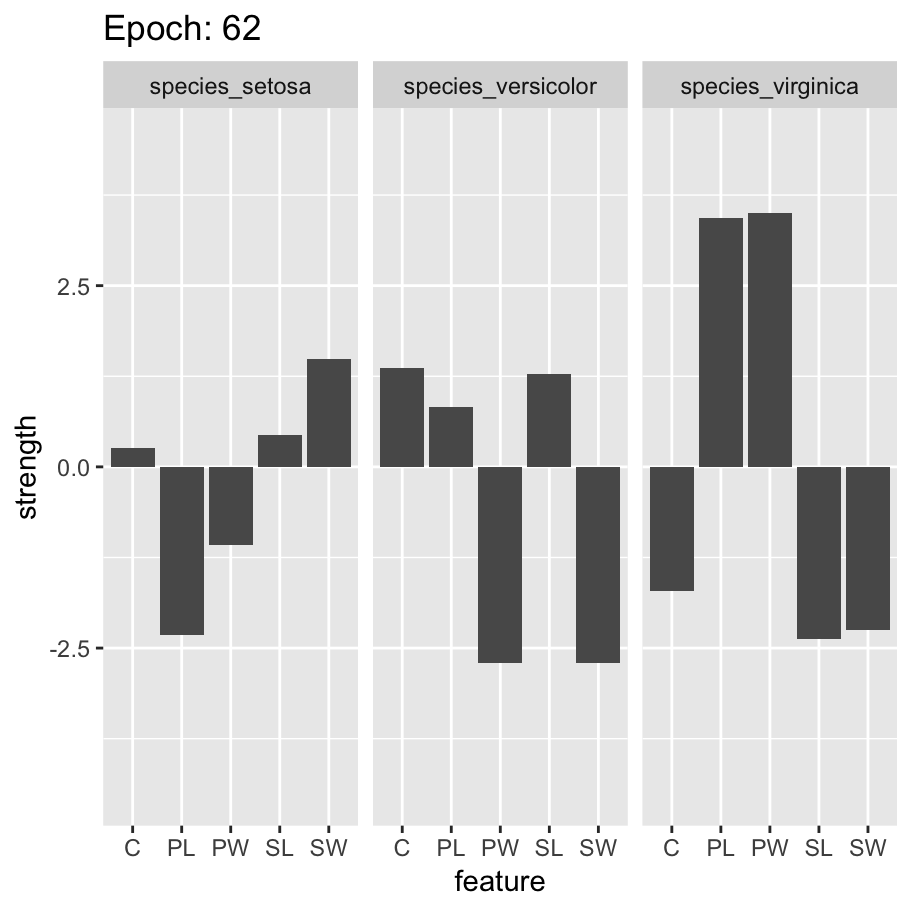 Epoch: 62
species_setosa species_versicolor species_virginica
2.5
0.0
-2.5
strength
C PL PW SL SW C PL PW SL SW C PL PW SL SW
feature